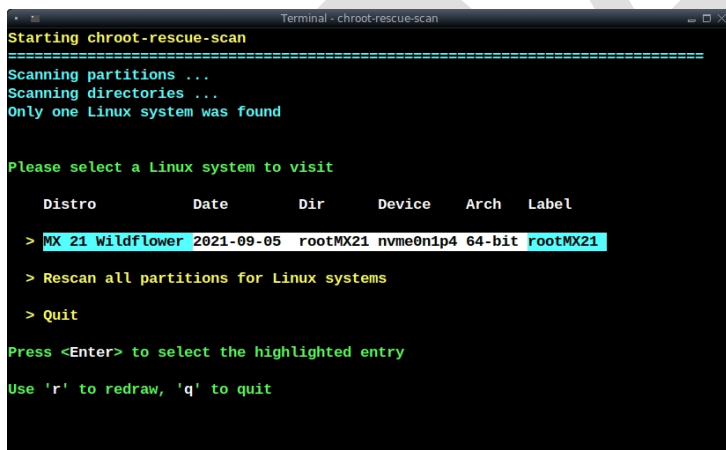 Terminal - chroot-rescue-scan
Starting chroot-rescue-scan
================================================================================
Scanning partitions ...
Scanning directories ...
Only one Linux system was found
Please select a Linux system to visit
Distro Date Dir Device Arch Label
> MX 21 Wildflower 2021-09-05 rootMX21 nvme0n1p4 64-bit rootMX21
> Rescan all partitions for Linux systems
> Quit
Press <Enter> to select the highlighted entry
Use 'r' to redraw, 'q' to quit